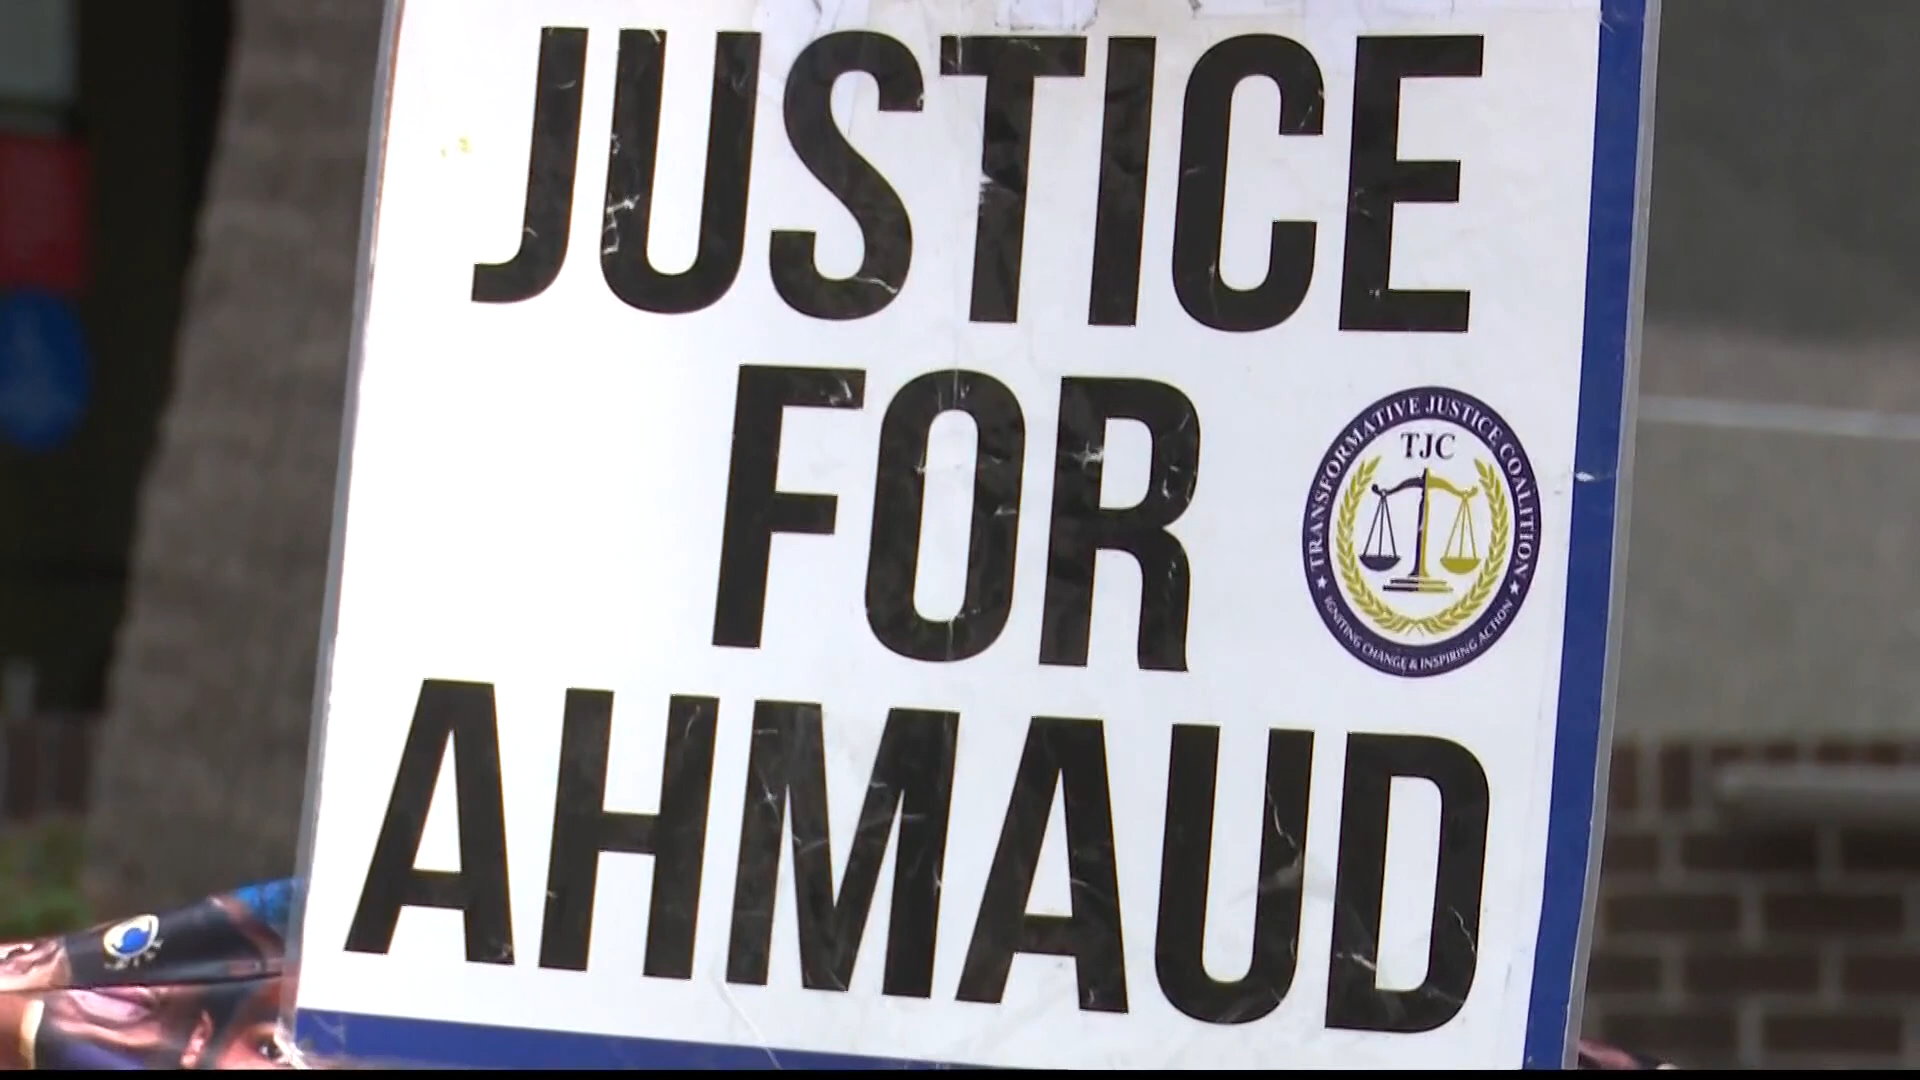 JUSTICE
FOR
AHMAUD
TRANSFORMATIVE JUSTICE COALITION
TJC
IGNITING CHANGE & INSPIRING ACTION